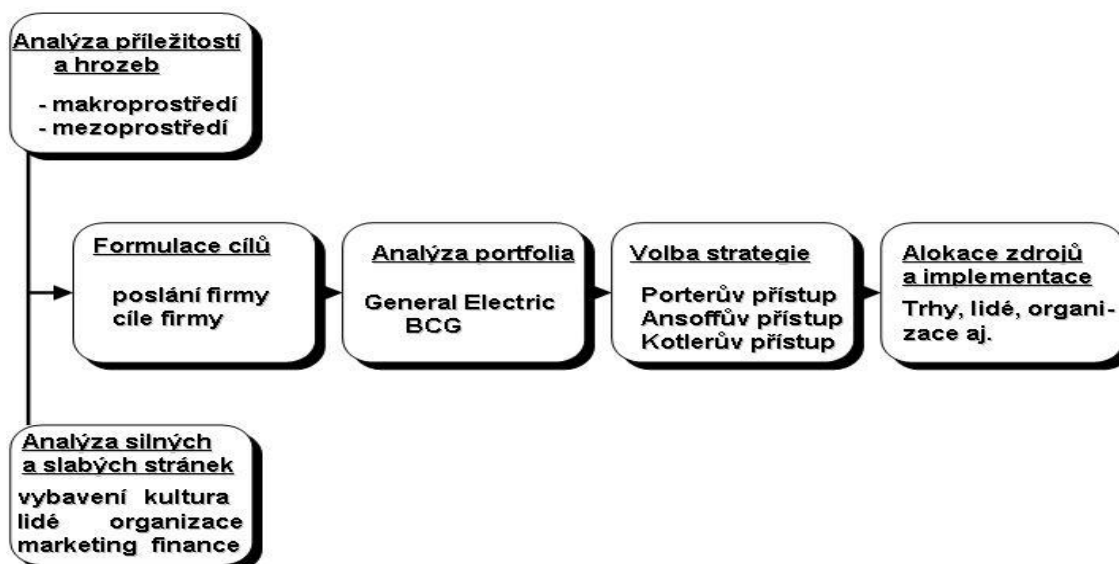 Analýza příležitostí
a hrozeb
- makroprostředí
- mezoprostředí
Formulace cílů
poslání firmy
cíle firmy
Analýza portfolia
General Electric
BCG
Volba strategie
Porterův přístup
Ansoffův přístup
Kotlerův přístup
Alokace zdrojů
a implementace
Trhy, lidé, organi-
zace aj.
Analýza silných
a slabých stránek
vybavení kultura
lidé organizace
marketing finance